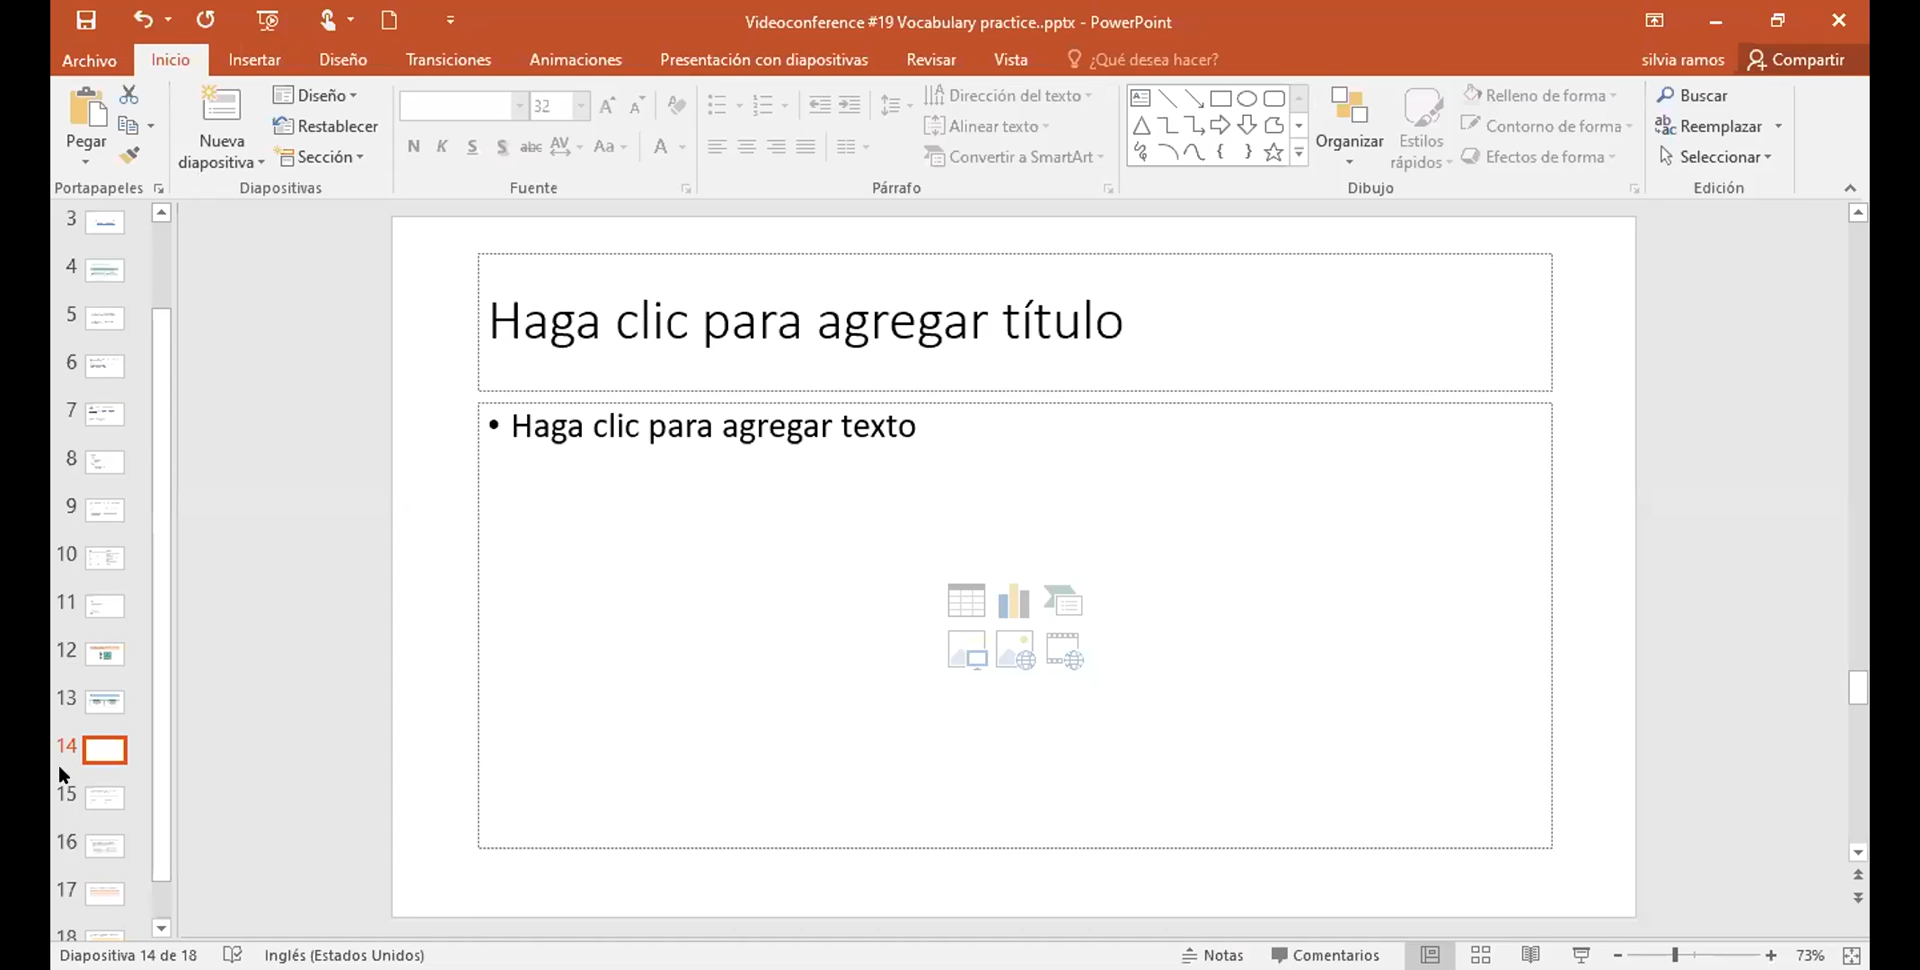 Videoconference #19 Vocabulary practice..pptx - PowerPoint
Archivo Inicio Insertar Diseño Transiciones Animaciones Presentación con diapositivas Revisar Vista ¿Qué desea hacer? silvia ramos Compartir
Pegar
Portapapeles
Nueva diapositiva
Diseño
Restablecer
Sección
Diapositivas
32
N K S S abc AV Aa A
Fuente
Dirección del texto
Alinear texto
Convertir a SmartArt
Párrafo
Organizar
Estilos rápidos
Relleno de forma
Contorno de forma
Efectos de forma
Dibujo
Buscar
Reemplazar
Seleccionar
Edición
3
4
5
6
7
8
9
10
11
12
13
14
15
16
17
18
Haga clic para agregar título
• Haga clic para agregar texto
Diapositiva 14 de 18 Inglés (Estados Unidos) Notas Comentarios 73%